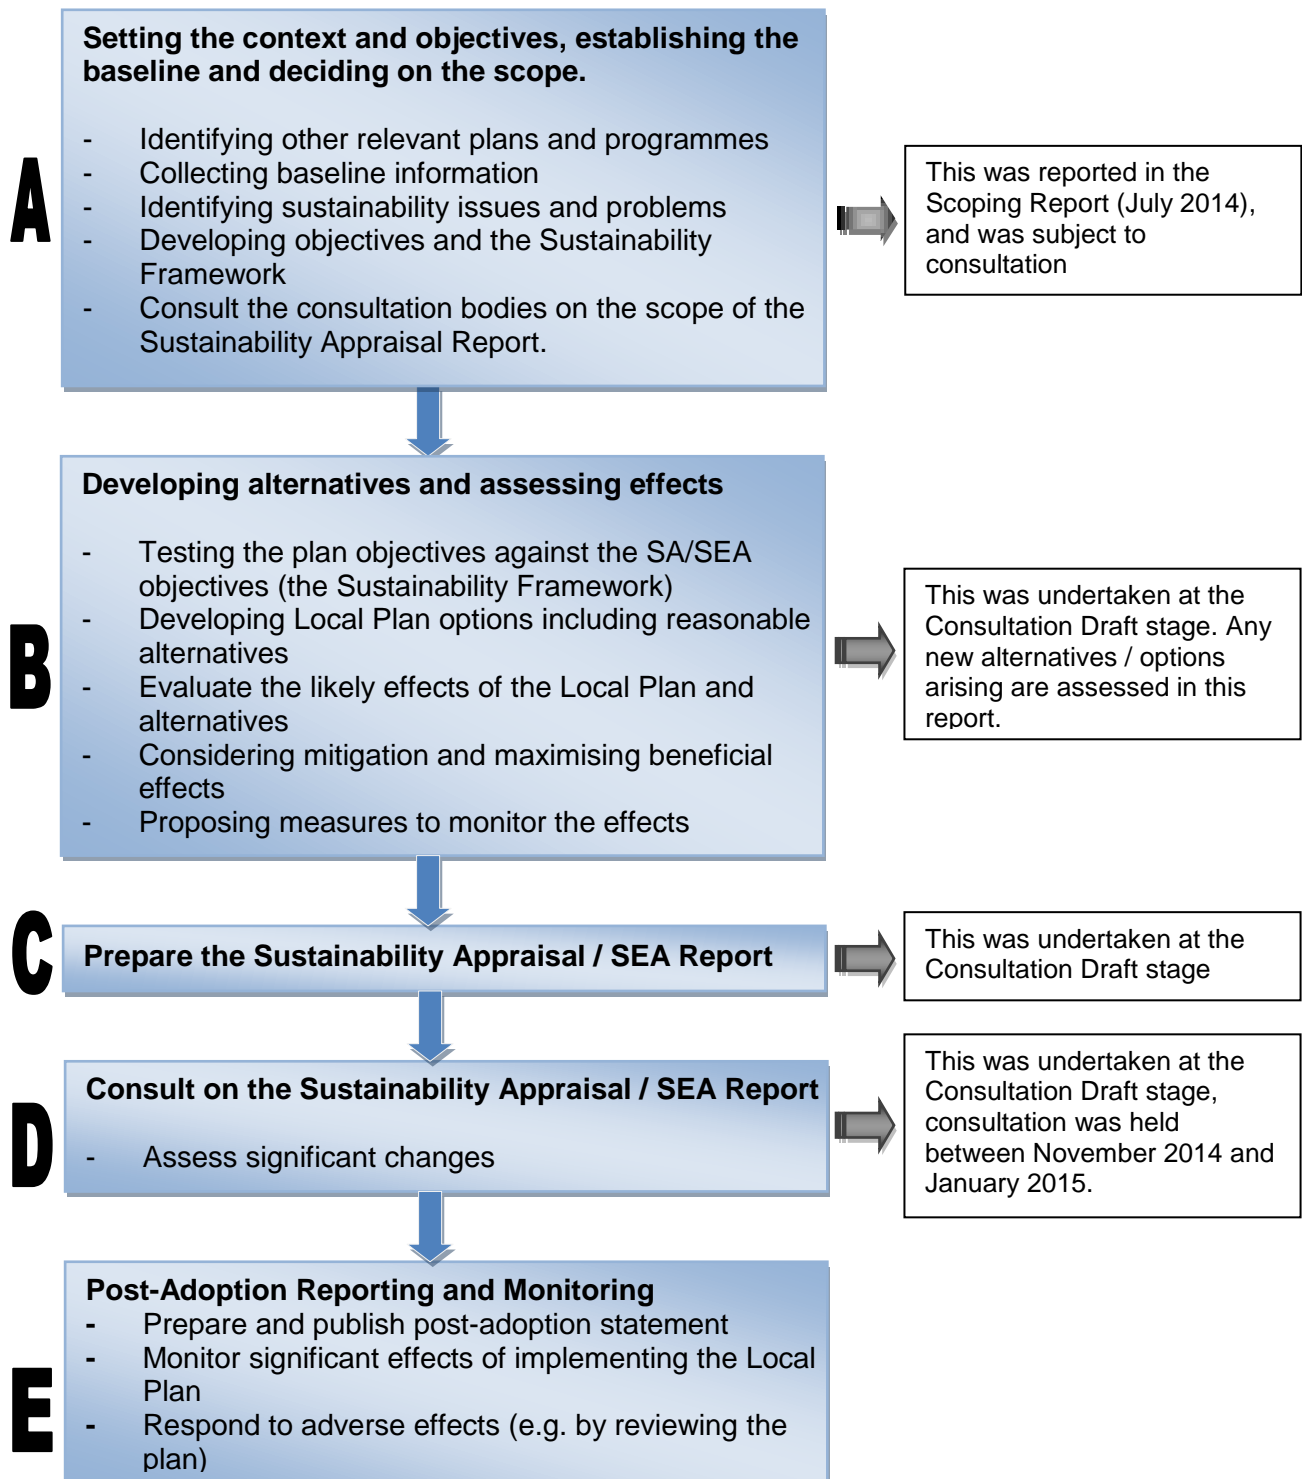 A
Setting the context and objectives, establishing the
baseline and deciding on the scope.
- Identifying other relevant plans and programmes
- Collecting baseline information
- Identifying sustainability issues and problems
- Developing objectives and the Sustainability
Framework
- Consult the consultation bodies on the scope of the
Sustainability Appraisal Report.
This was reported in the
Scoping Report (July 2014),
and was subject to
consultation
B
Developing alternatives and assessing effects
- Testing the plan objectives against the SA/SEA
objectives (the Sustainability Framework)
- Developing Local Plan options including reasonable
alternatives
- Evaluate the likely effects of the Local Plan and
alternatives
- Considering mitigation and maximising beneficial
effects
- Proposing measures to monitor the effects
This was undertaken at the
Consultation Draft stage. Any
new alternatives / options
arising are assessed in this
report.
C
Prepare the Sustainability Appraisal / SEA Report
This was undertaken at the
Consultation Draft stage
D
Consult on the Sustainability Appraisal / SEA Report
- Assess significant changes
This was undertaken at the
Consultation Draft stage,
consultation was held
between November 2014 and
January 2015.
E
Post-Adoption Reporting and Monitoring
- Prepare and publish post-adoption statement
- Monitor significant effects of implementing the Local
Plan
- Respond to adverse effects (e.g. by reviewing the
plan)